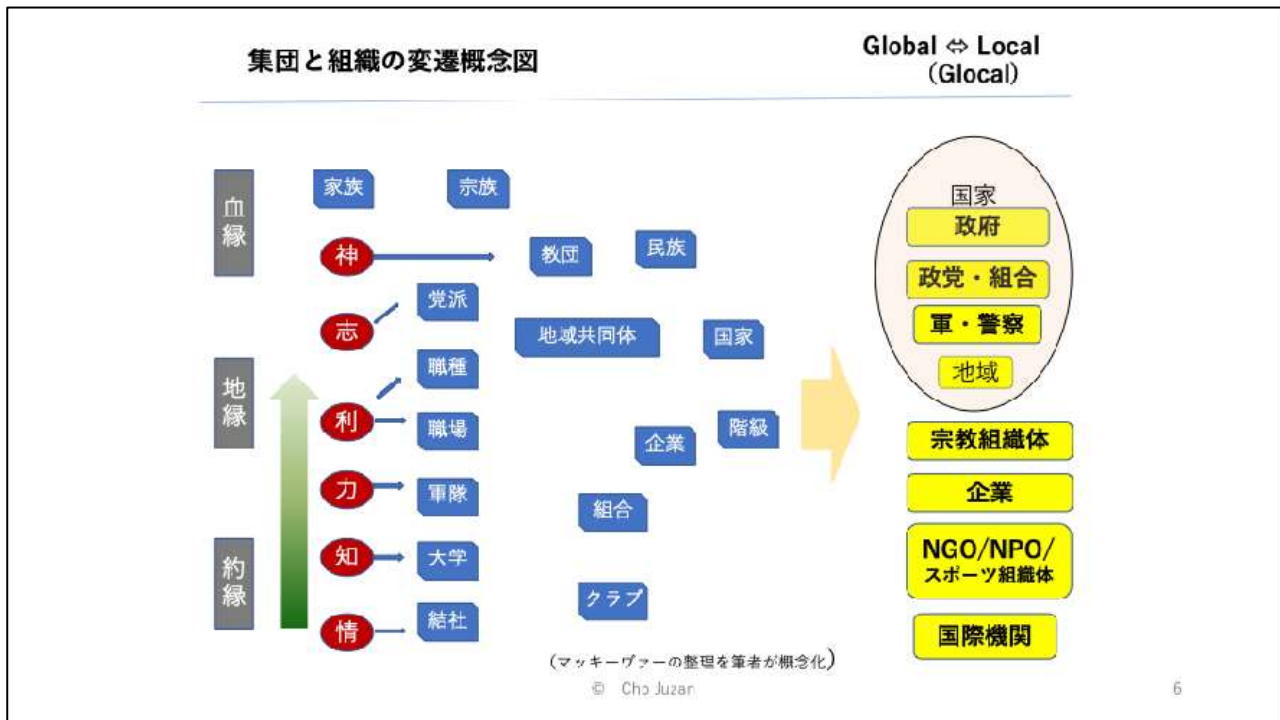 集団と組織の変遷概念図
Global ⇔ Local
(Glocal)
血縁
地縁
約縁
家族
宗族
神
教団
民族
志
党派
地域共同体
国家
利
職種
職場
企業
階級
力
軍隊
組合
知
大学
情
結社
クラブ
国家
政府
政党・組合
軍・警察
地域
宗教組織体
企業
NGO/NPO/
スポーツ組織体
国際機関
(マッキーヴァーの整理を筆者が概念化)
© Cho Juzan
6